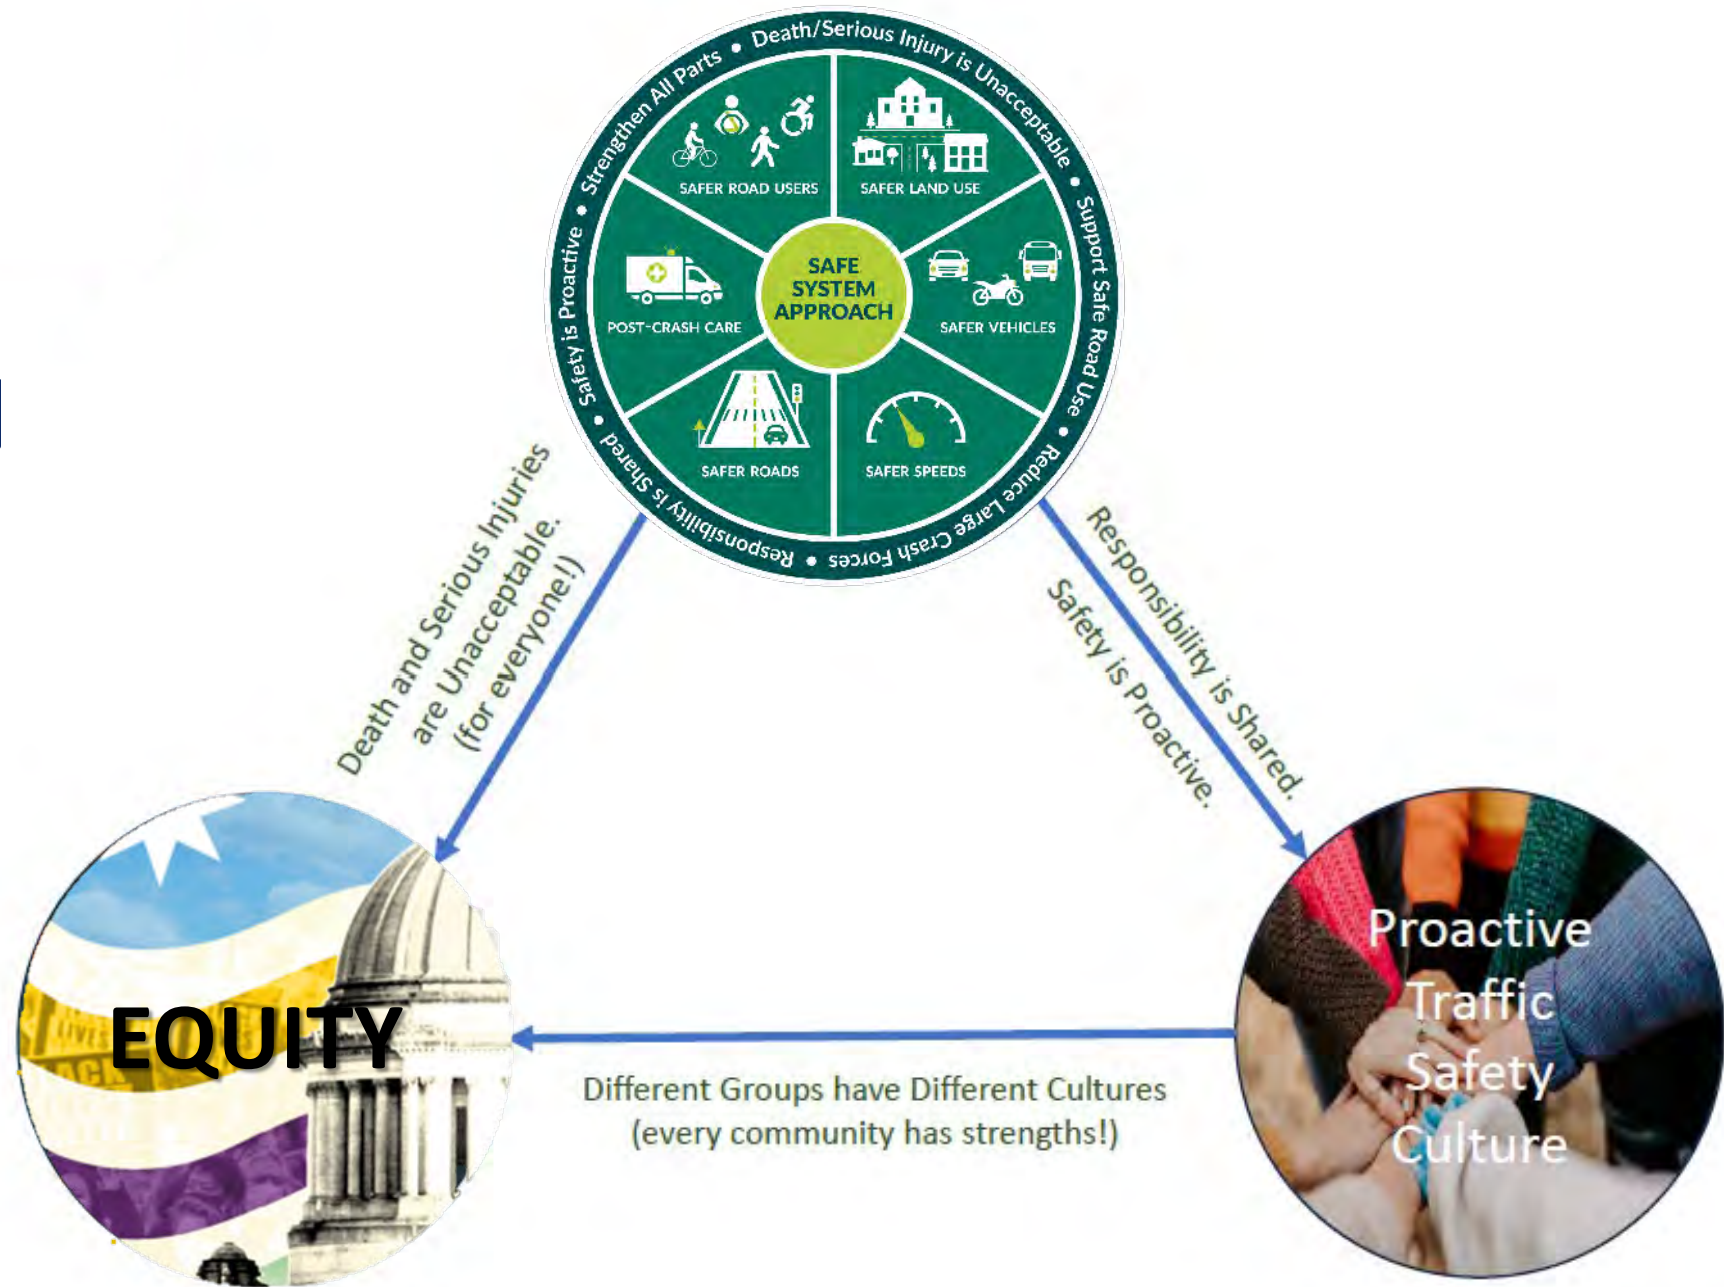 Death/Serious Injury is Unacceptable • Support Safe Road Use • Reduce Large Crash Forces • Responsibility is Shared • Safety is Proactive • Strengthen All Parts •
SAFER ROAD USERS
SAFER LAND USE
POST-CRASH CARE
SAFE
SYSTEM
APPROACH
SAFER VEHICLES
SAFER ROADS
SAFER SPEEDS
Death and Serious Injuries
are Unacceptable.
(for everyone!)
Responsibility is Shared.
Safety is Proactive.
LIVES
EQUITY
Proactive
Traffic
Safety
Culture
Different Groups have Different Cultures
(every community has strengths!)